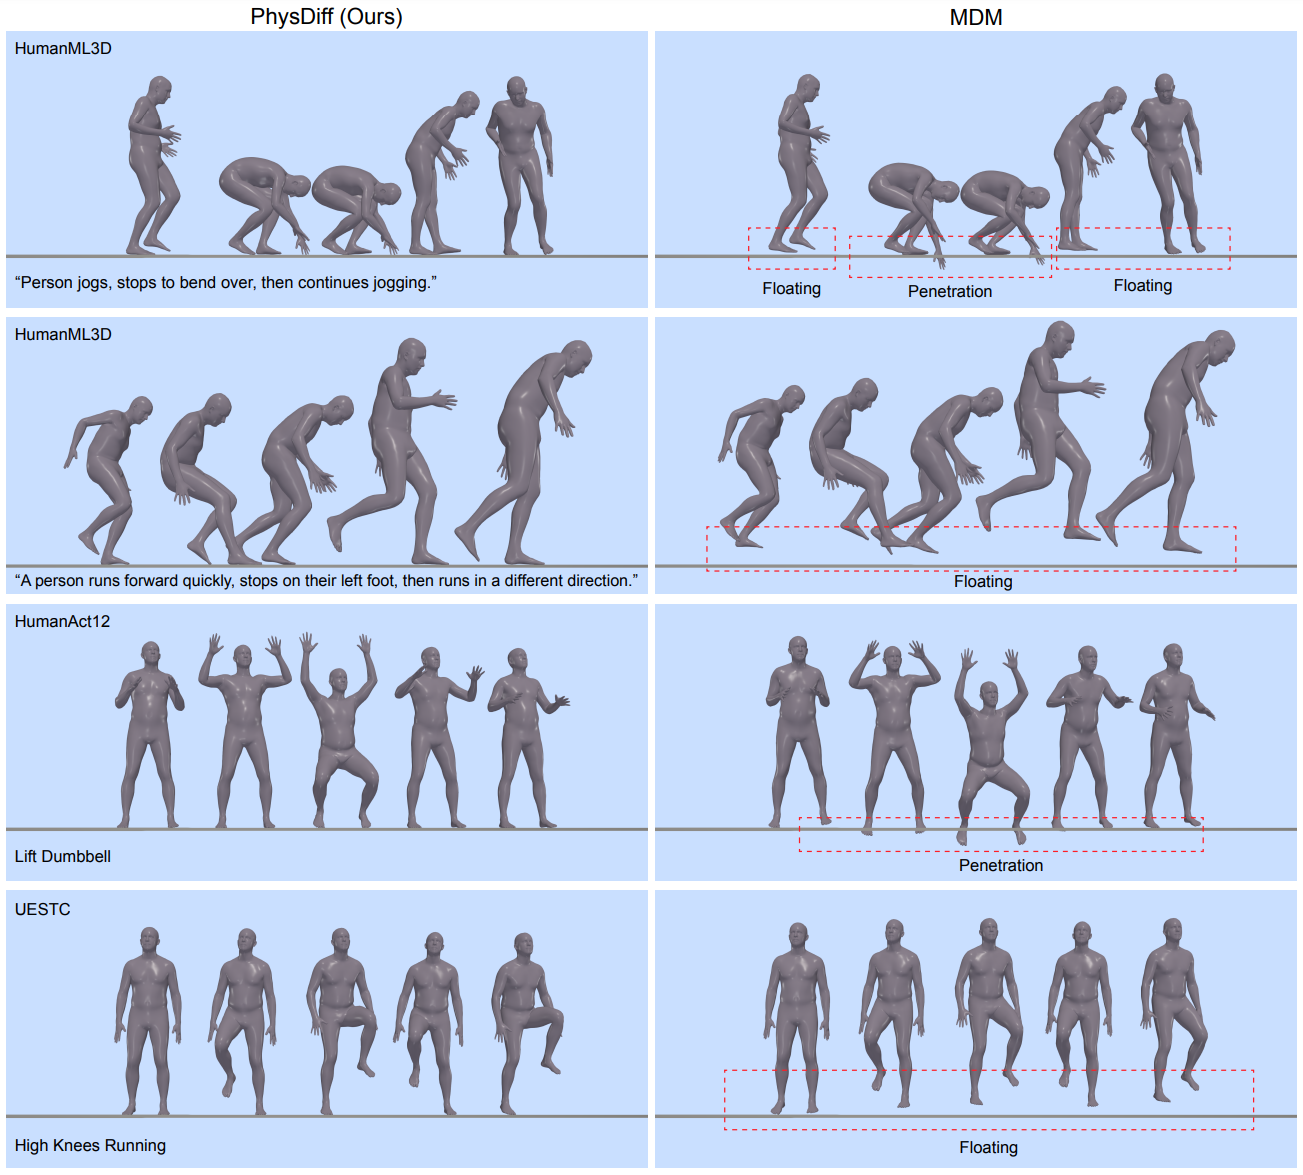 PhysDiff (Ours)
MDM
HumanML3D
Floating
Penetration
Floating
“Person jogs, stops to bend over, then continues jogging.”
HumanML3D
“A person runs forward quickly, stops on their left foot, then runs in a different direction.”
Floating
HumanAct12
Lift Dumbbell
Penetration
UESTC
High Knees Running
Floating